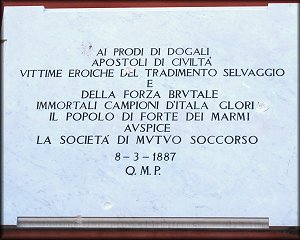 AI PRODI DI DOGALI
APOSTOLI DI CIVILTÀ
VITTIME EROICHE DEL TRADIMENTO SELVAGGIO
E
DELLA FORZA BRVTALE
IMMORTALI CAMPIONI D'ITALA GLORI
IL POPOLO DI FORTE DEI MARMI
AVSPICE
LA SOCIETÀ DI MVTVO SOCCORSO
8-3-1887
Q.M.P.